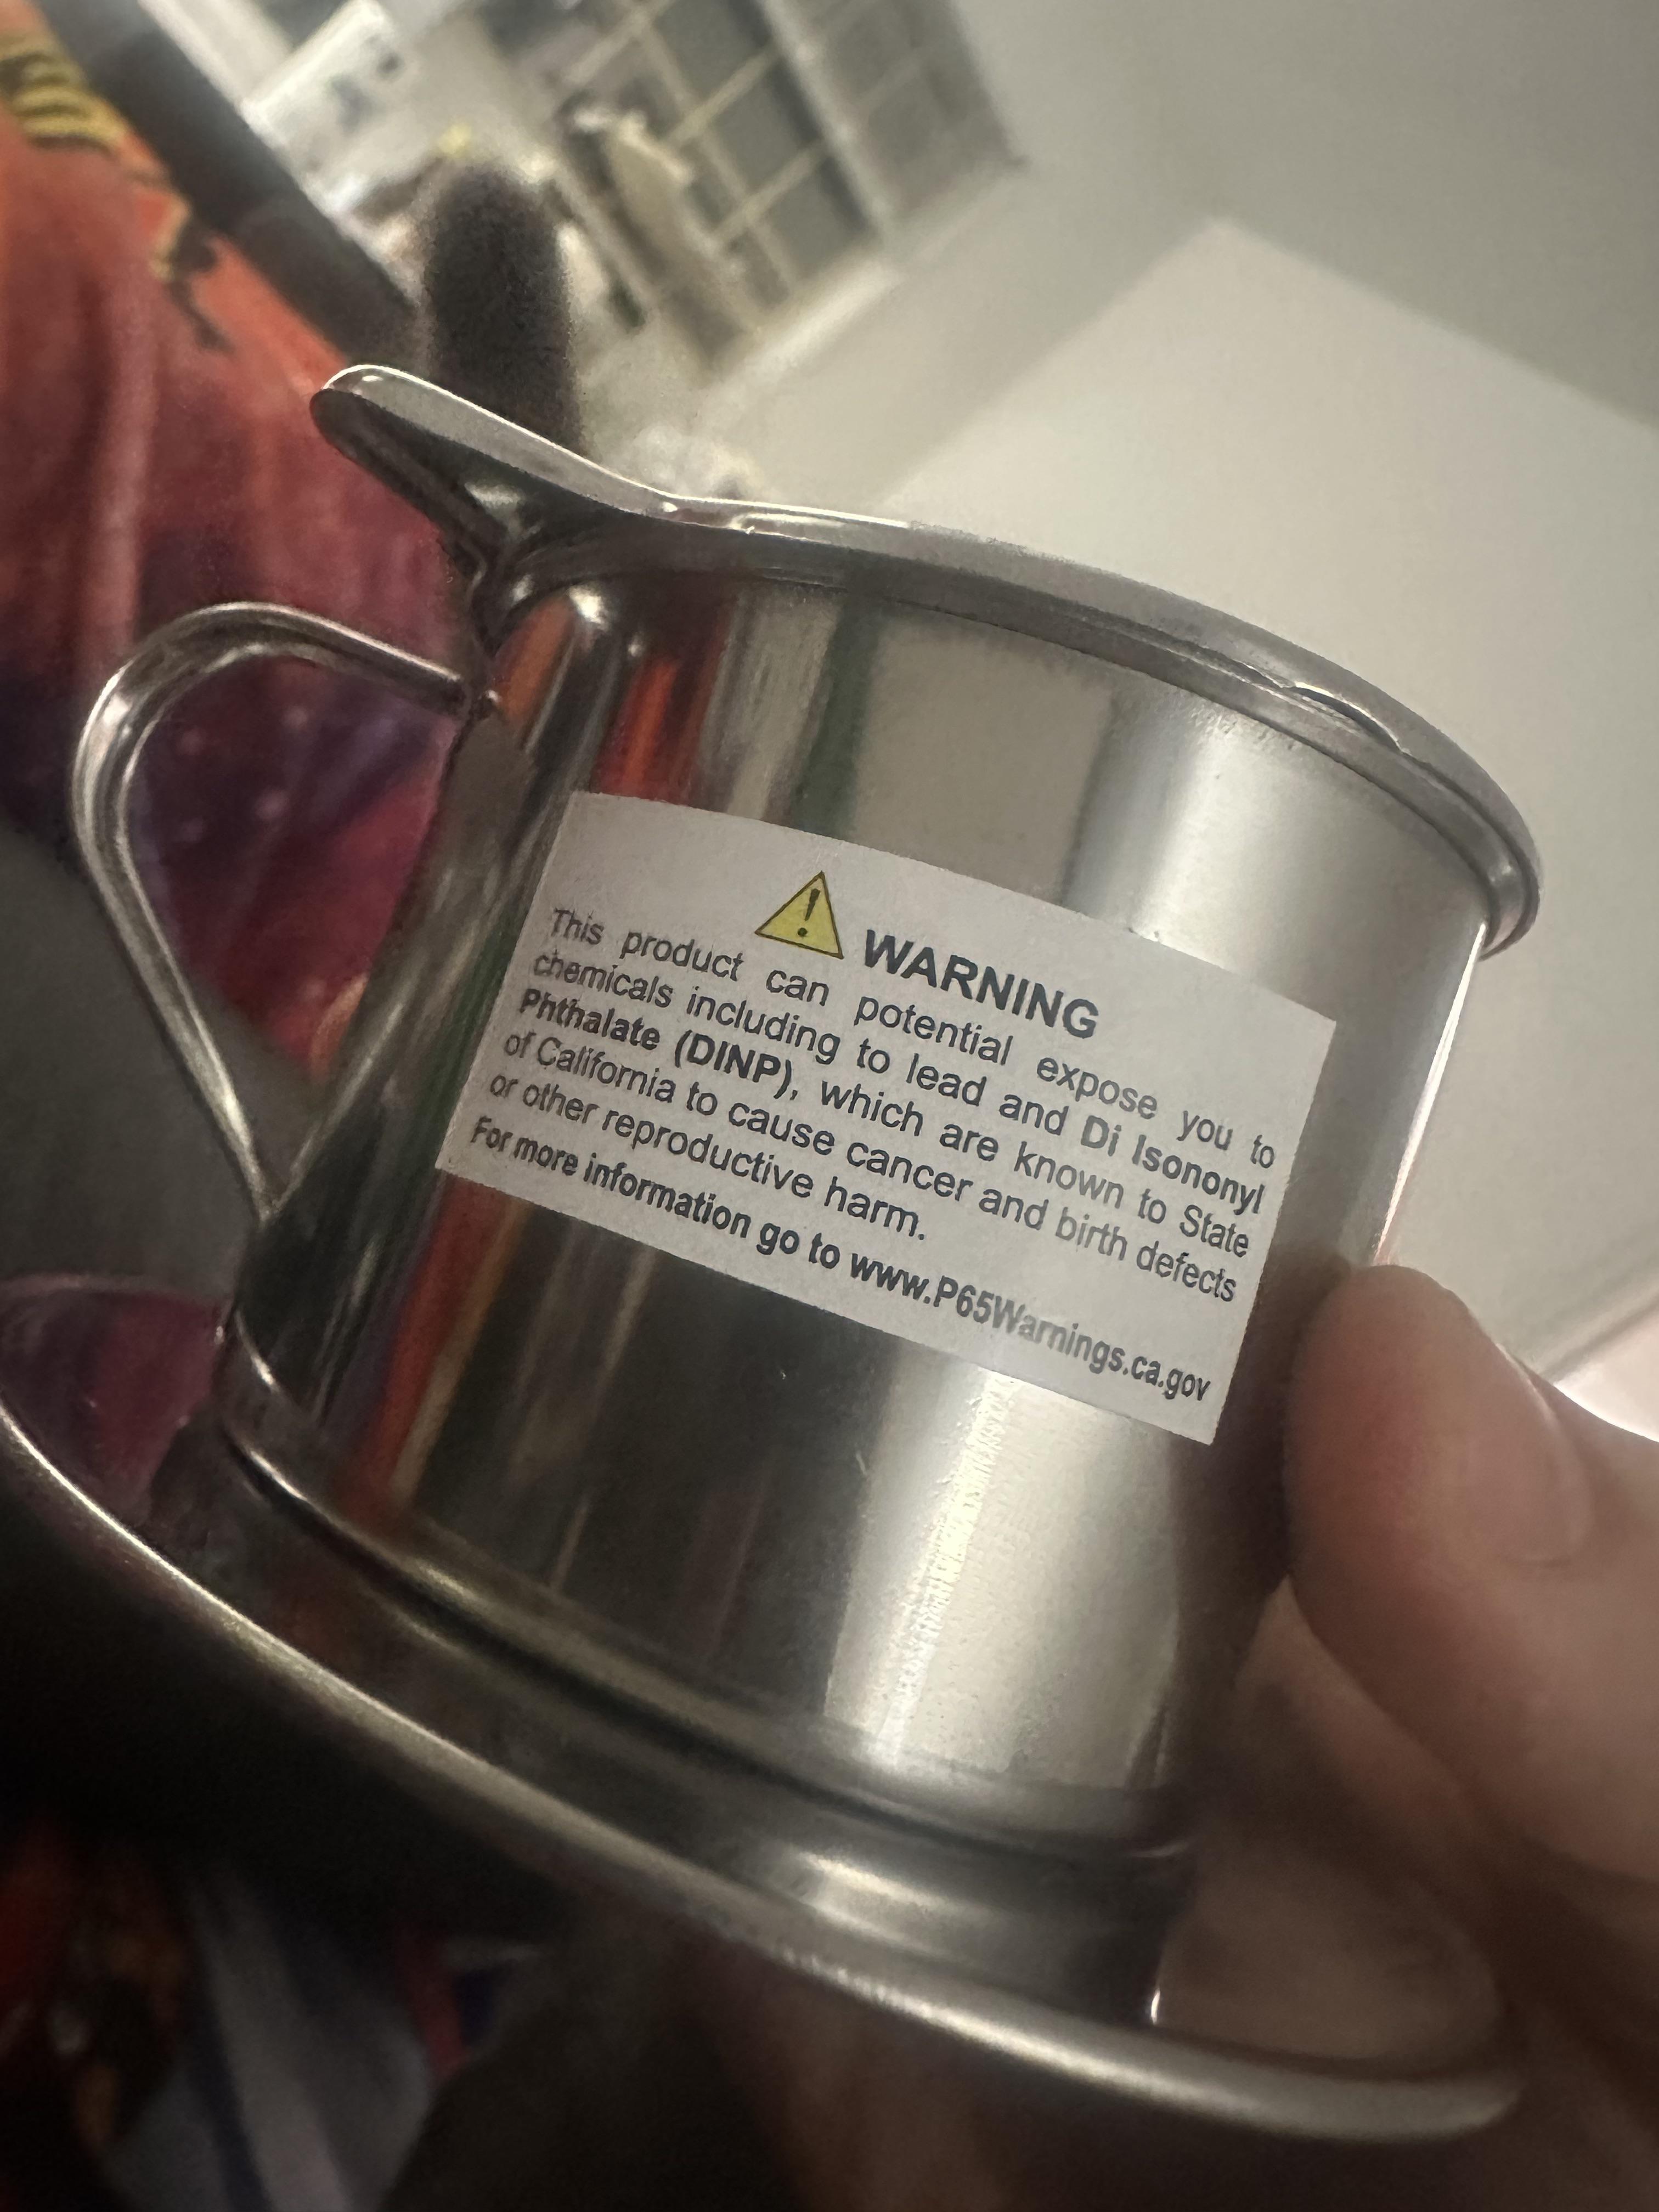 WARNING
This product can potential expose you to
chemicals including to lead and Di Isononyl
Phthalate (DINP), which are known to State
of California to cause cancer and birth defects
or other reproductive harm.
For more information go to www.P65Warnings.ca.gov